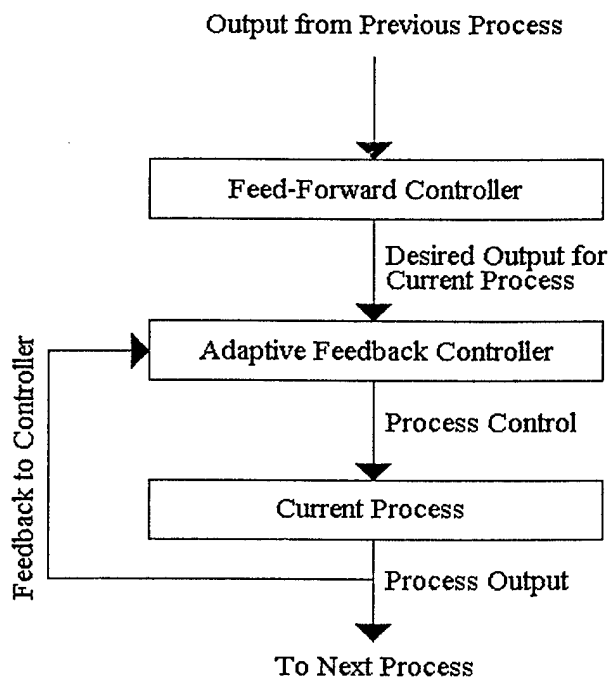 Output from Previous Process
Feed-Forward Controller
Desired Output for
Current Process
Adaptive Feedback Controller
Feedback to Controller
Process Control
Current Process
Process Output
To Next Process